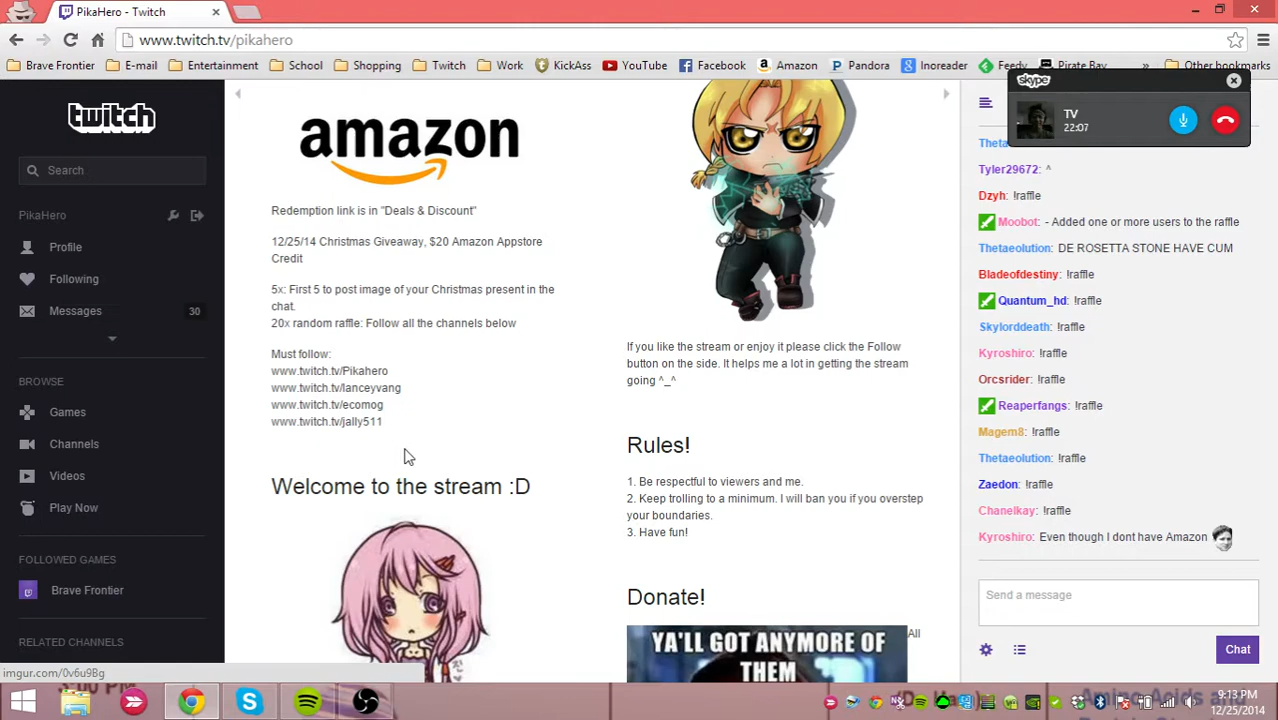 PikaHero - Twitch
www.twitch.tv/pikahero
Brave Frontier E-mail Entertainment School Shopping Twitch Work KickAss YouTube Facebook Amazon Pandora Inoreader Feedly Pirate Bay » Other bookmarks
twitch
Search
PikaHero
Profile
Following
Messages 30
BROWSE
Games
Channels
Videos
Play Now
FOLLOWED GAMES
Brave Frontier
RELATED CHANNELS
imgur.com/0v6u9Bg
amazon
Redemption link is in "Deals & Discount"
12/25/14 Christmas Giveaway, $20 Amazon Appstore
Credit
5x: First 5 to post image of your Christmas present in the
chat.
20x random raffle: Follow all the channels below
Must follow:
www.twitch.tv/Pikahero
www.twitch.tv/lanceyvang
www.twitch.tv/ecomog
www.twitch.tv/jally511
Welcome to the stream :D
If you like the stream or enjoy it please click the Follow
button on the side. It helps me a lot in getting the stream
going ^_^
Rules!
1. Be respectful to viewers and me.
2. Keep trolling to a minimum. I will ban you if you overstep
your boundaries.
3. Have fun!
Donate!
YA'LL GOT ANYMORE OF
THEM
All
skype
TV
22:07
Theta
Tyler29672: ^
Dzyh: !raffle
Moobot: - Added one or more users to the raffle
Thetaeolution: DE ROSETTA STONE HAVE CUM
Bladeofdestiny: !raffle
Quantum_hd: !raffle
Skylorddeath: !raffle
Kyroshiro: !raffle
Orcsrider: !raffle
Reaperfangs: !raffle
Magem8: !raffle
Thetaeolution: !raffle
Zaedon: !raffle
Chanelkay: !raffle
Kyroshiro: Even though I dont have Amazon
Send a message
Chat
9:13 PM
12/25/2014